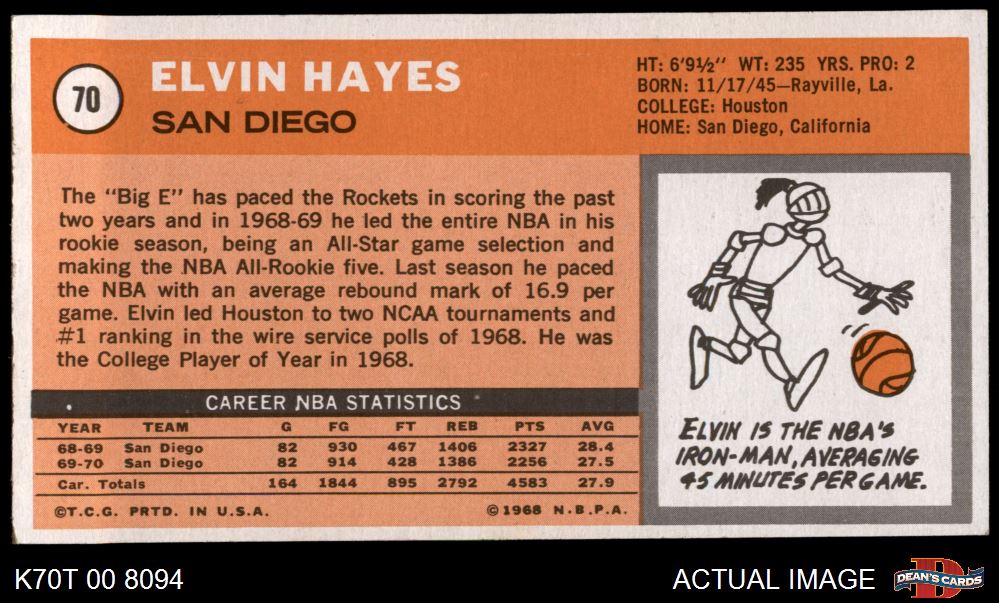 70
ELVIN HAYES
SAN DIEGO
HT: 6'9½" WT: 235 YRS. PRO: 2
BORN: 11/17/45—Rayville, La.
COLLEGE: Houston
HOME: San Diego, California
The "Big E" has paced the Rockets in scoring the past
two years and in 1968-69 he led the entire NBA in his
rookie season, being an All-Star game selection and
making the NBA All-Rookie five. Last season he paced
the NBA with an average rebound mark of 16.9 per
game. Elvin led Houston to two NCAA tournaments and
#1 ranking in the wire service polls of 1968. He was
the College Player of Year in 1968.
CAREER NBA STATISTICS
YEAR TEAM G FG FT REB PTS AVG
68-69 San Diego 82 930 467 1406 2327 28.4
69-70 San Diego 82 914 428 1386 2256 27.5
Car. Totals 164 1844 895 2792 4583 27.9
©T.C.G. PRTD. IN U.S.A. ©1968 N.B.P.A.
ELVIN IS THE NBA'S
IRON-MAN, AVERAGING
45 MINUTES PER GAME.
K70T 00 8094
ACTUAL IMAGE
D
DEAN'S CARDS